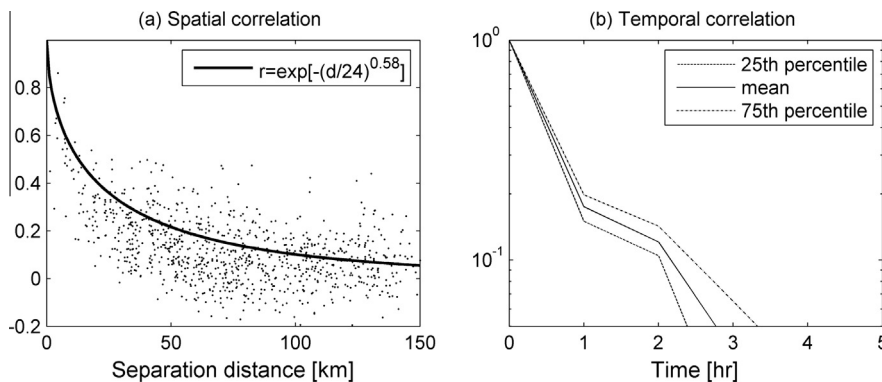 (a) Spatial correlation
r=exp[-(d/24)^0.58]
0.8
0.6
0.4
0.2
0
-0.2
0
50
100
150
Separation distance [km]
(b) Temporal correlation
25th percentile
mean
75th percentile
10^0
10^-1
0
1
2
3
4
5
Time [hr]